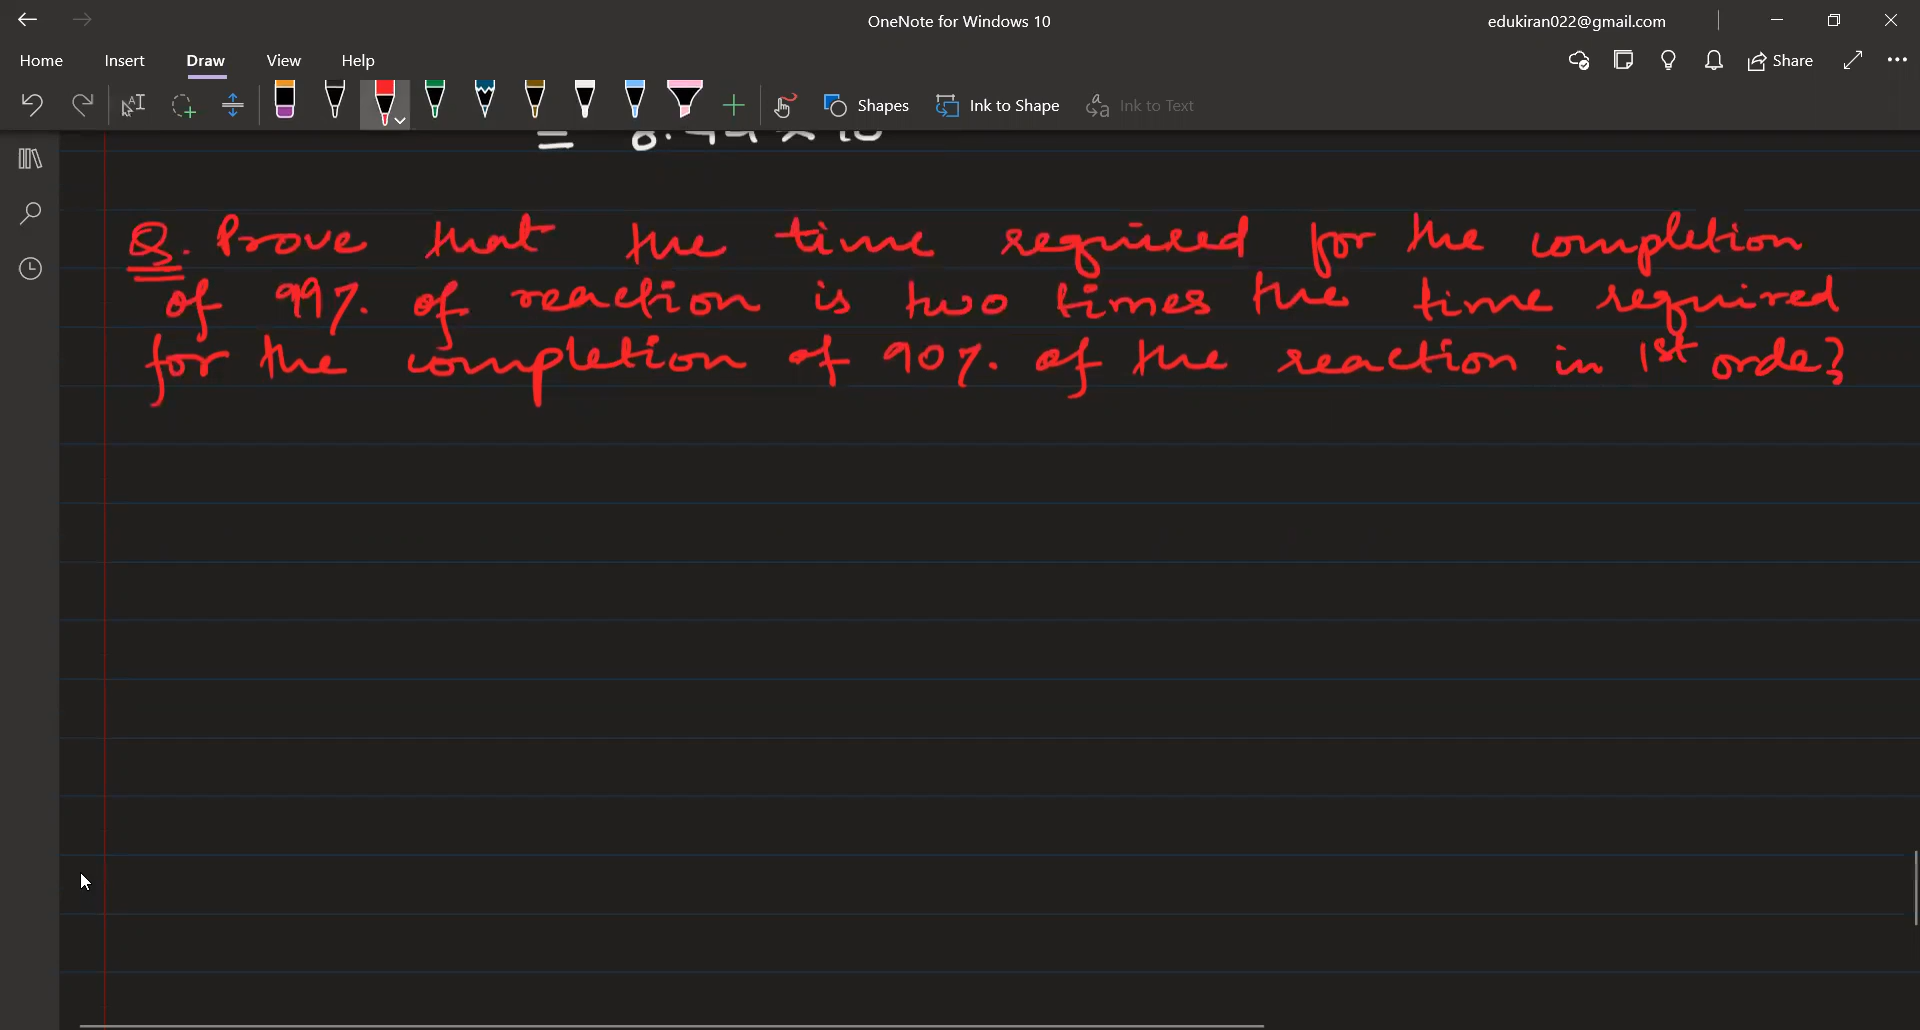 OneNote for Windows 10
edukiran022@gmail.com
Home Insert Draw View Help
Share
Shapes Ink to Shape Ink to Text
Q. Prove that the time required for the completion
of 99%. of reaction is two times the time required
for the completion of 90%. of the reaction in 1st orde?